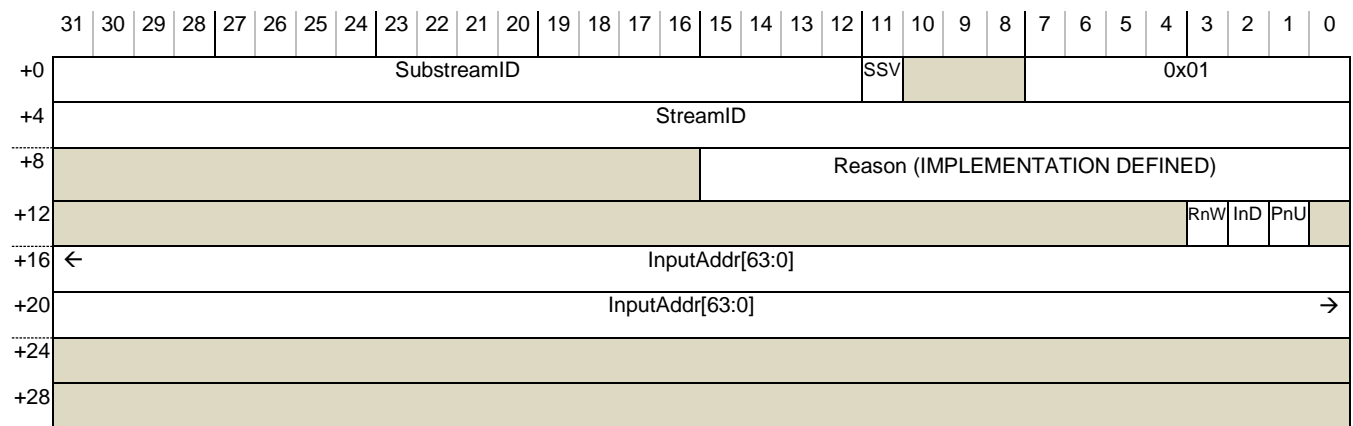 31 30 29 28 27 26 25 24 23 22 21 20 19 18 17 16 15 14 13 12 11 10 9 8 7 6 5 4 3 2 1 0
+0 SubstreamID SSV 0x01
+4 StreamID
+8 Reason (IMPLEMENTATION DEFINED)
+12 RnW InD PnU
+16 ← InputAddr[63:0]
+20 InputAddr[63:0] →
+24
+28